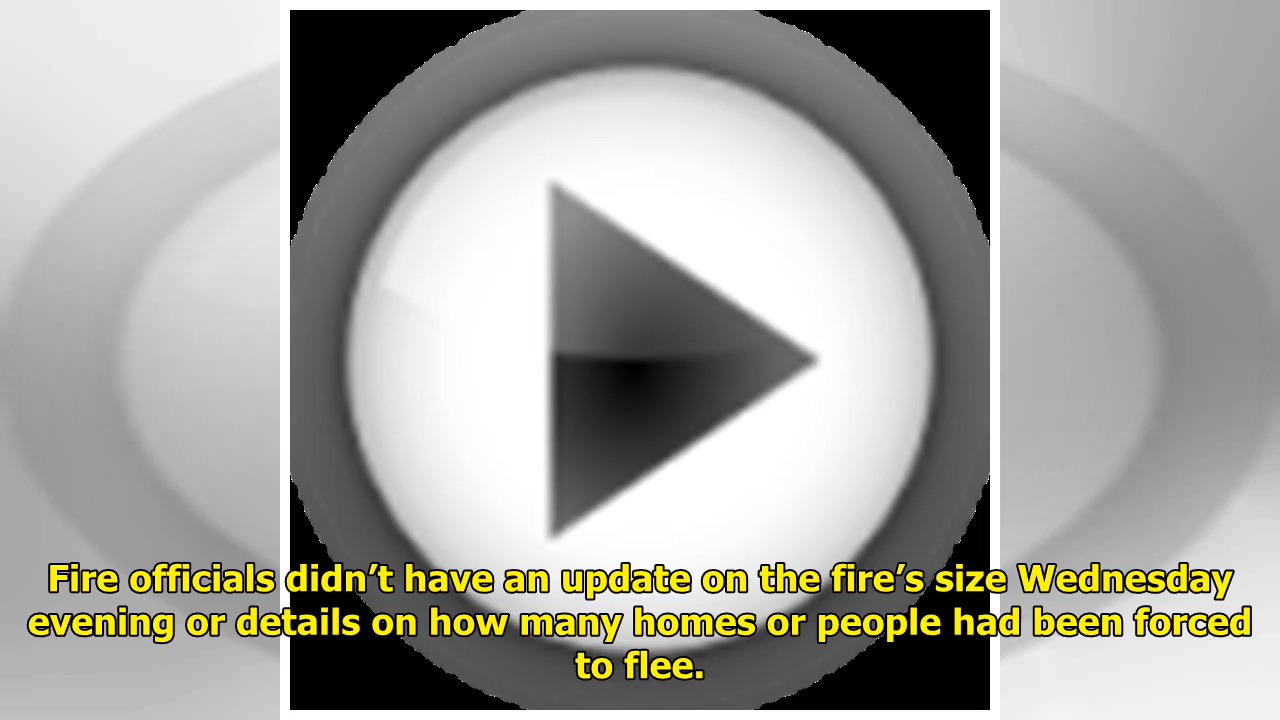 Fire officials didn’t have an update on the fire’s size Wednesday
evening or details on how many homes or people had been forced
to flee.